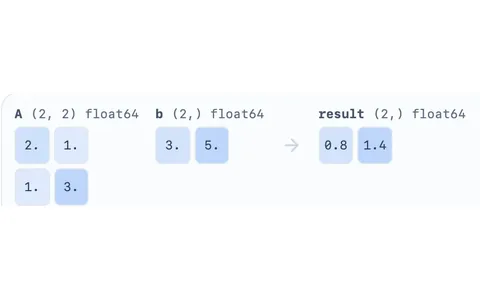 A (2, 2) float64 b (2,) float64 result (2,) float64
2. 1. 3. 5. → 0.8 1.4
1. 3.